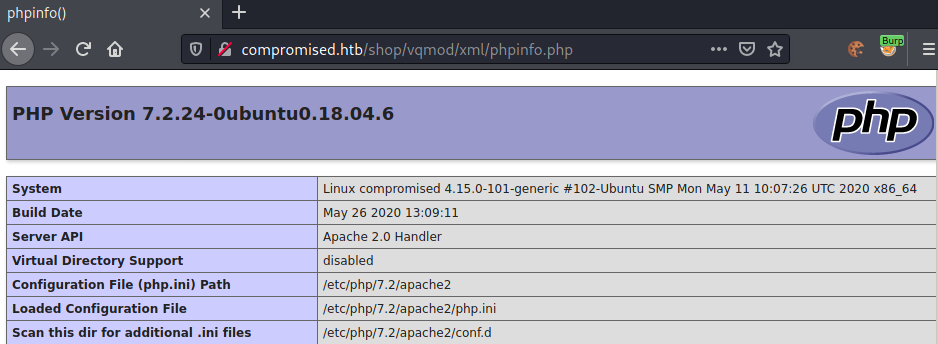 phpinfo()
compromised.htb/shop/vqmod/xml/phpinfo.php
Burp
PHP Version 7.2.24-0ubuntu0.18.04.6
php
System Linux compromised 4.15.0-101-generic #102-Ubuntu SMP Mon May 11 10:07:26 UTC 2020 x86_64
Build Date May 26 2020 13:09:11
Server API Apache 2.0 Handler
Virtual Directory Support disabled
Configuration File (php.ini) Path /etc/php/7.2/apache2
Loaded Configuration File /etc/php/7.2/apache2/php.ini
Scan this dir for additional .ini files /etc/php/7.2/apache2/conf.d